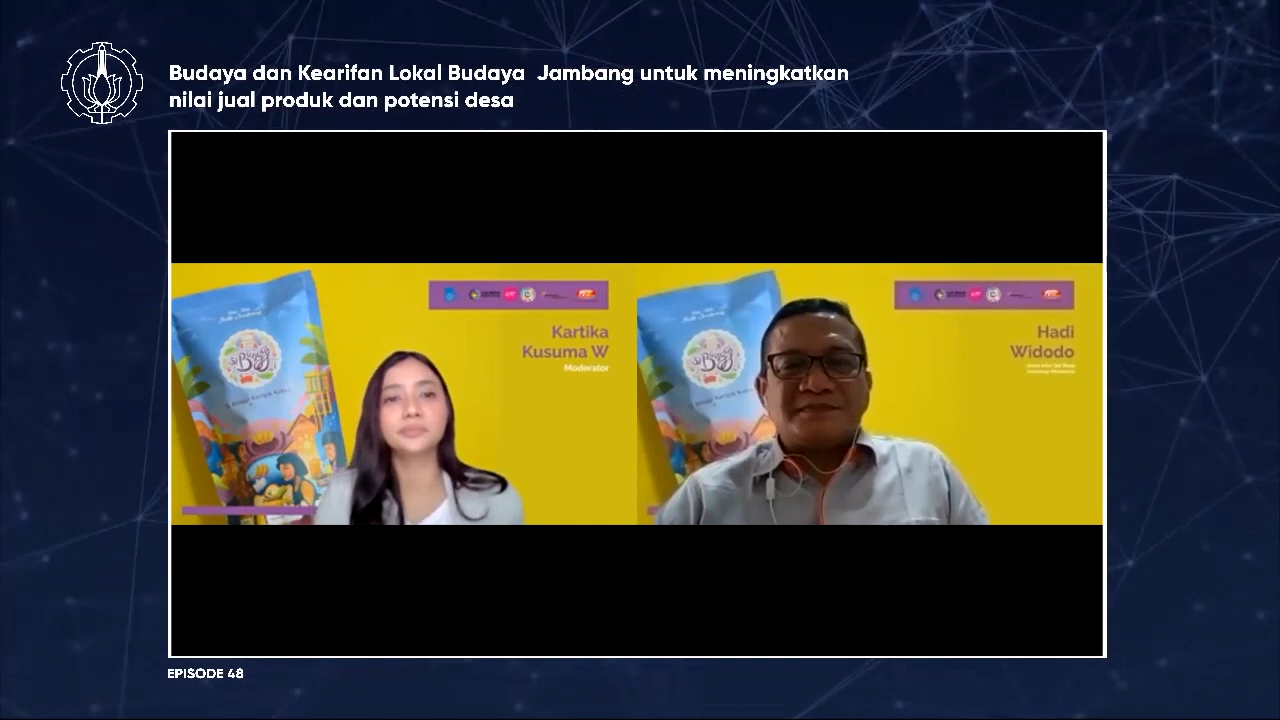 Budaya dan Kearifan Lokal Budaya  Jambang untuk meningkatkan
nilai jual produk dan potensi desa
Kartika
Kusuma W
Moderator
Hadi
Widodo
EPISODE 48